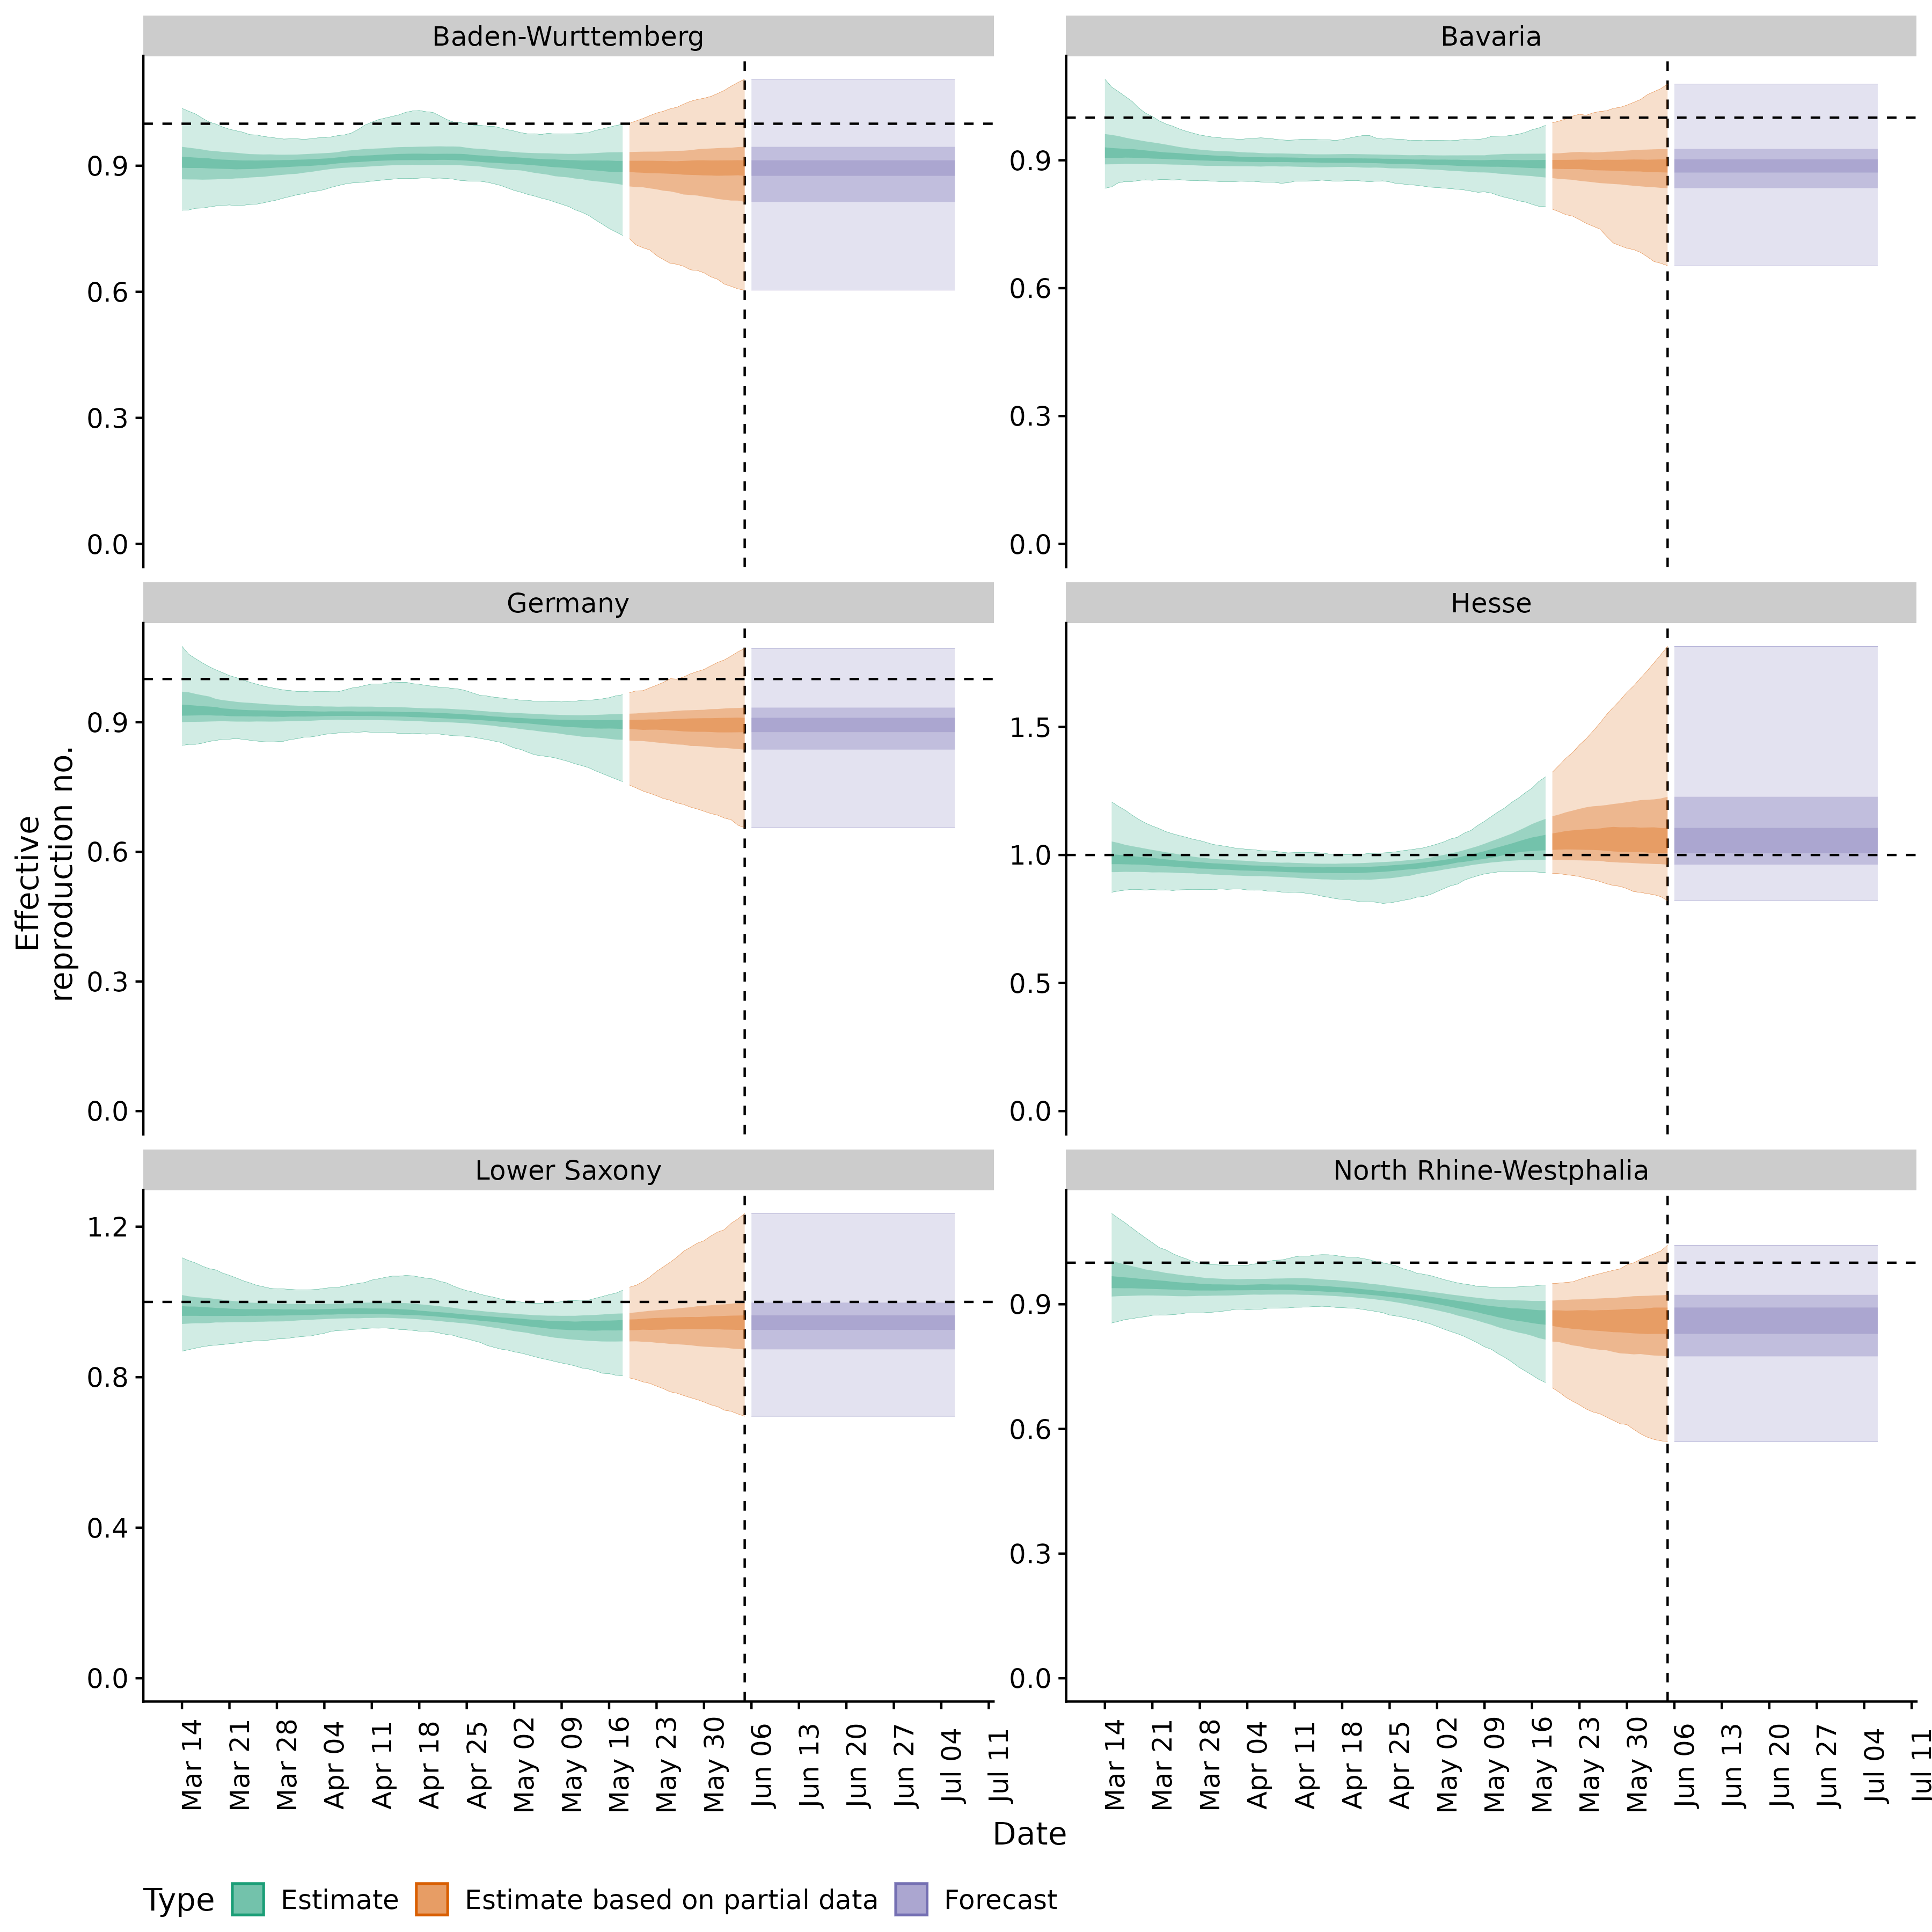 Baden-Wurttemberg
Bavaria
0.9
0.6
0.3
0.0
0.9
0.6
0.3
0.0
Germany
Hesse
0.9
0.6
0.3
0.0
1.5
1.0
0.5
0.0
Effective
reproduction no.
Lower Saxony
North Rhine-Westphalia
1.2
0.8
0.4
0.0
0.9
0.6
0.3
0.0
Mar 14
Mar 21
Mar 28
Apr 04
Apr 11
Apr 18
Apr 25
May 02
May 09
May 16
May 23
May 30
Jun 06
Jun 13
Jun 20
Jun 27
Jul 04
Jul 11
Mar 14
Mar 21
Mar 28
Apr 04
Apr 11
Apr 18
Apr 25
May 02
May 09
May 16
May 23
May 30
Jun 06
Jun 13
Jun 20
Jun 27
Jul 04
Jul 11
Date
Type Estimate Estimate based on partial data Forecast